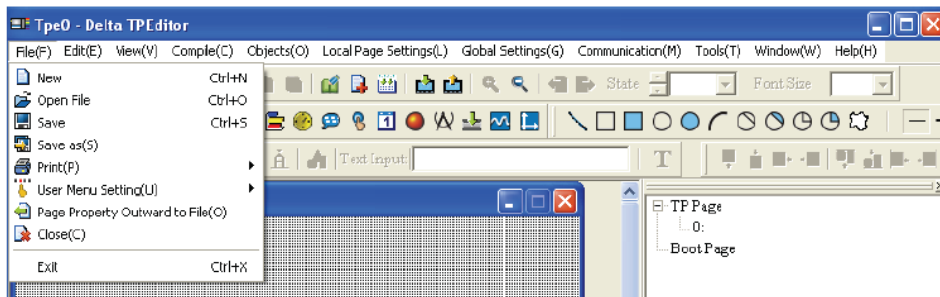 Tpe0 - Delta TPEditor
File(F) Edit(E) View(V) Compile(C) Objects(O) Local Page Settings(L) Global Settings(G) Communication(M) Tools(T) Window(W) Help(H)
New Ctrl+N
State
Font Size
Open File Ctrl+O
Save Ctrl+S
Save as(S)
Text Input:
T
Print(P)
User Menu Setting(U)
Page Property Outward to File(O)
Close(C)
Exit Ctrl+X
TP Page
0:
Boot Page